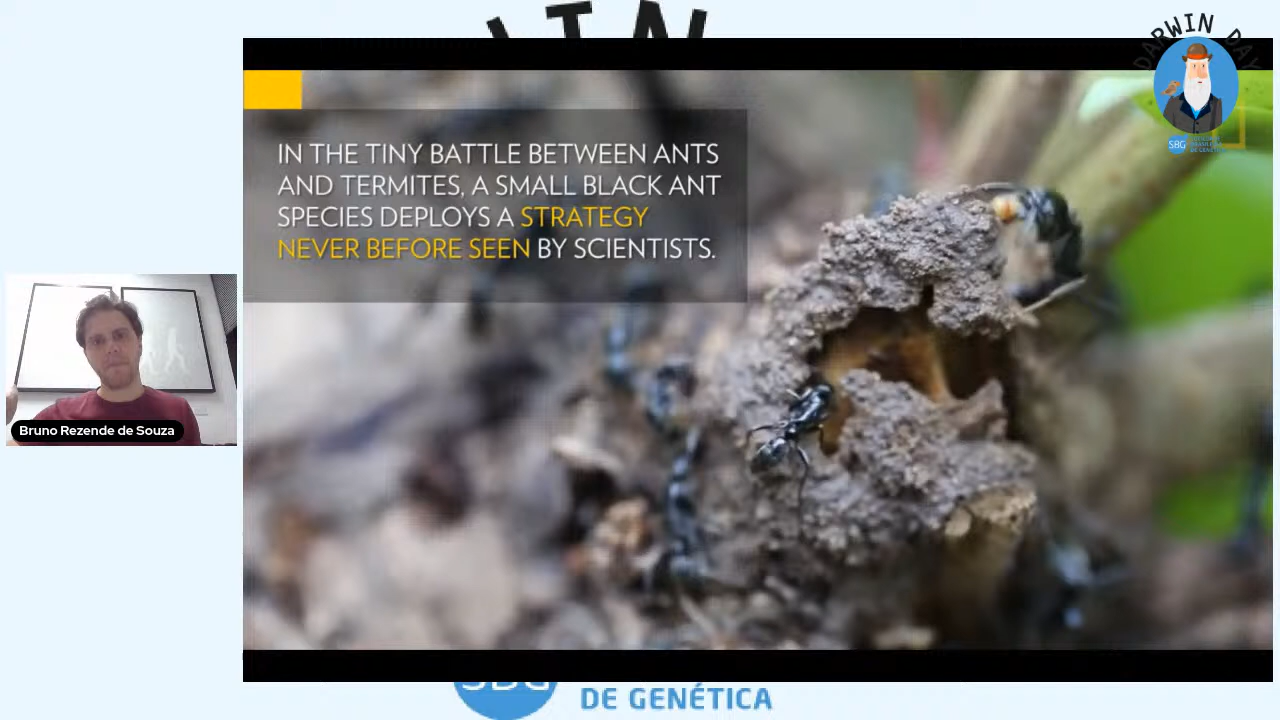 DARWIN DAY
SBG
IN THE TINY BATTLE BETWEEN ANTS
AND TERMITES, A SMALL BLACK ANT
SPECIES DEPLOYS A STRATEGY
NEVER BEFORE SEEN BY SCIENTISTS.
Bruno Rezende de Souza
DE GENÉTICA